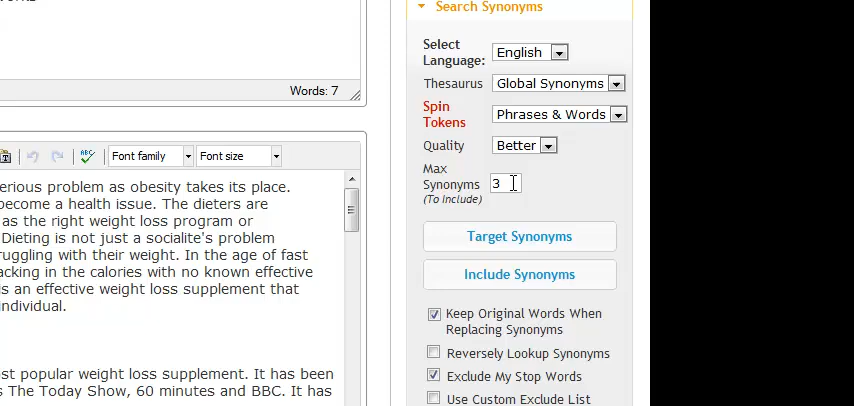 Search Synonyms
Select
Language:
English
Thesaurus
Global Synonyms
Spin
Tokens
Phrases & Words
Quality
Better
Max
Synonyms
(To Include)
3
Target Synonyms
Include Synonyms
Keep Original Words When
Replacing Synonyms
Reversely Lookup Synonyms
Exclude My Stop Words
Use Custom Exclude List
Words: 7
ABC
Font family
Font size
erious problem as obesity takes its place.
become a health issue. The dieters are
as the right weight loss program or
Dieting is not just a socialite's problem
ruggling with their weight. In the age of fast
acking in the calories with no known effective
is an effective weight loss supplement that
ndividual.
st popular weight loss supplement. It has been
s The Today Show, 60 minutes and BBC. It has